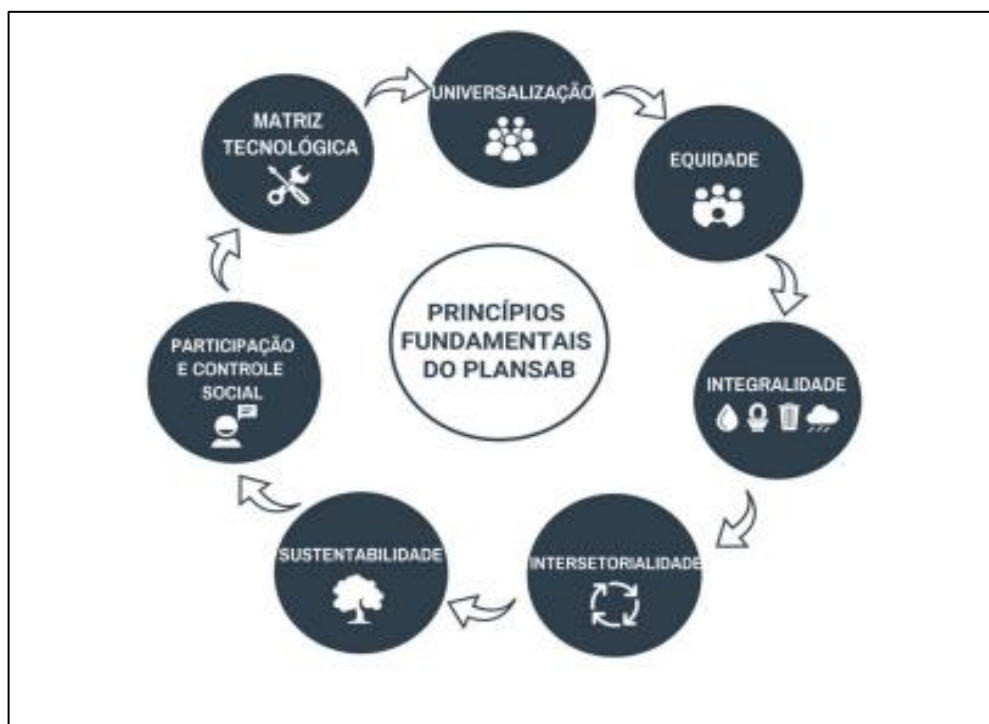 UNIVERSALIZAÇÃO
EQUIDADE
INTEGRALIDADE
INTERSETORIALIDADE
SUSTENTABILIDADE
PARTICIPAÇÃO
E CONTROLE
SOCIAL
MATRIZ
TECNOLÓGICA
PRINCÍPIOS
FUNDAMENTAIS
DO PLANSAB